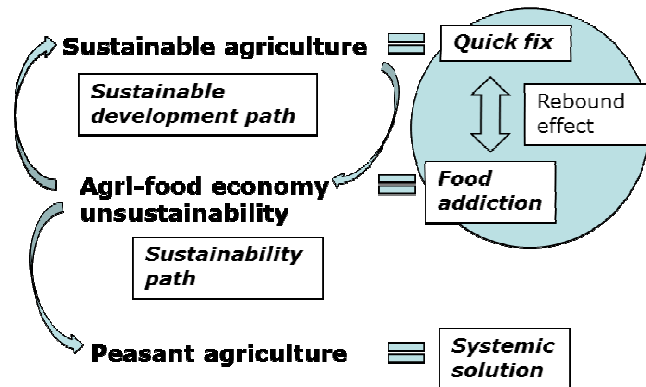 Sustainable agriculture = Quick fix
Sustainable
development path
Rebound
effect
Agri-food economy
unsustainability
= Food
addiction
Sustainability
path
Peasant agriculture = Systemic
solution